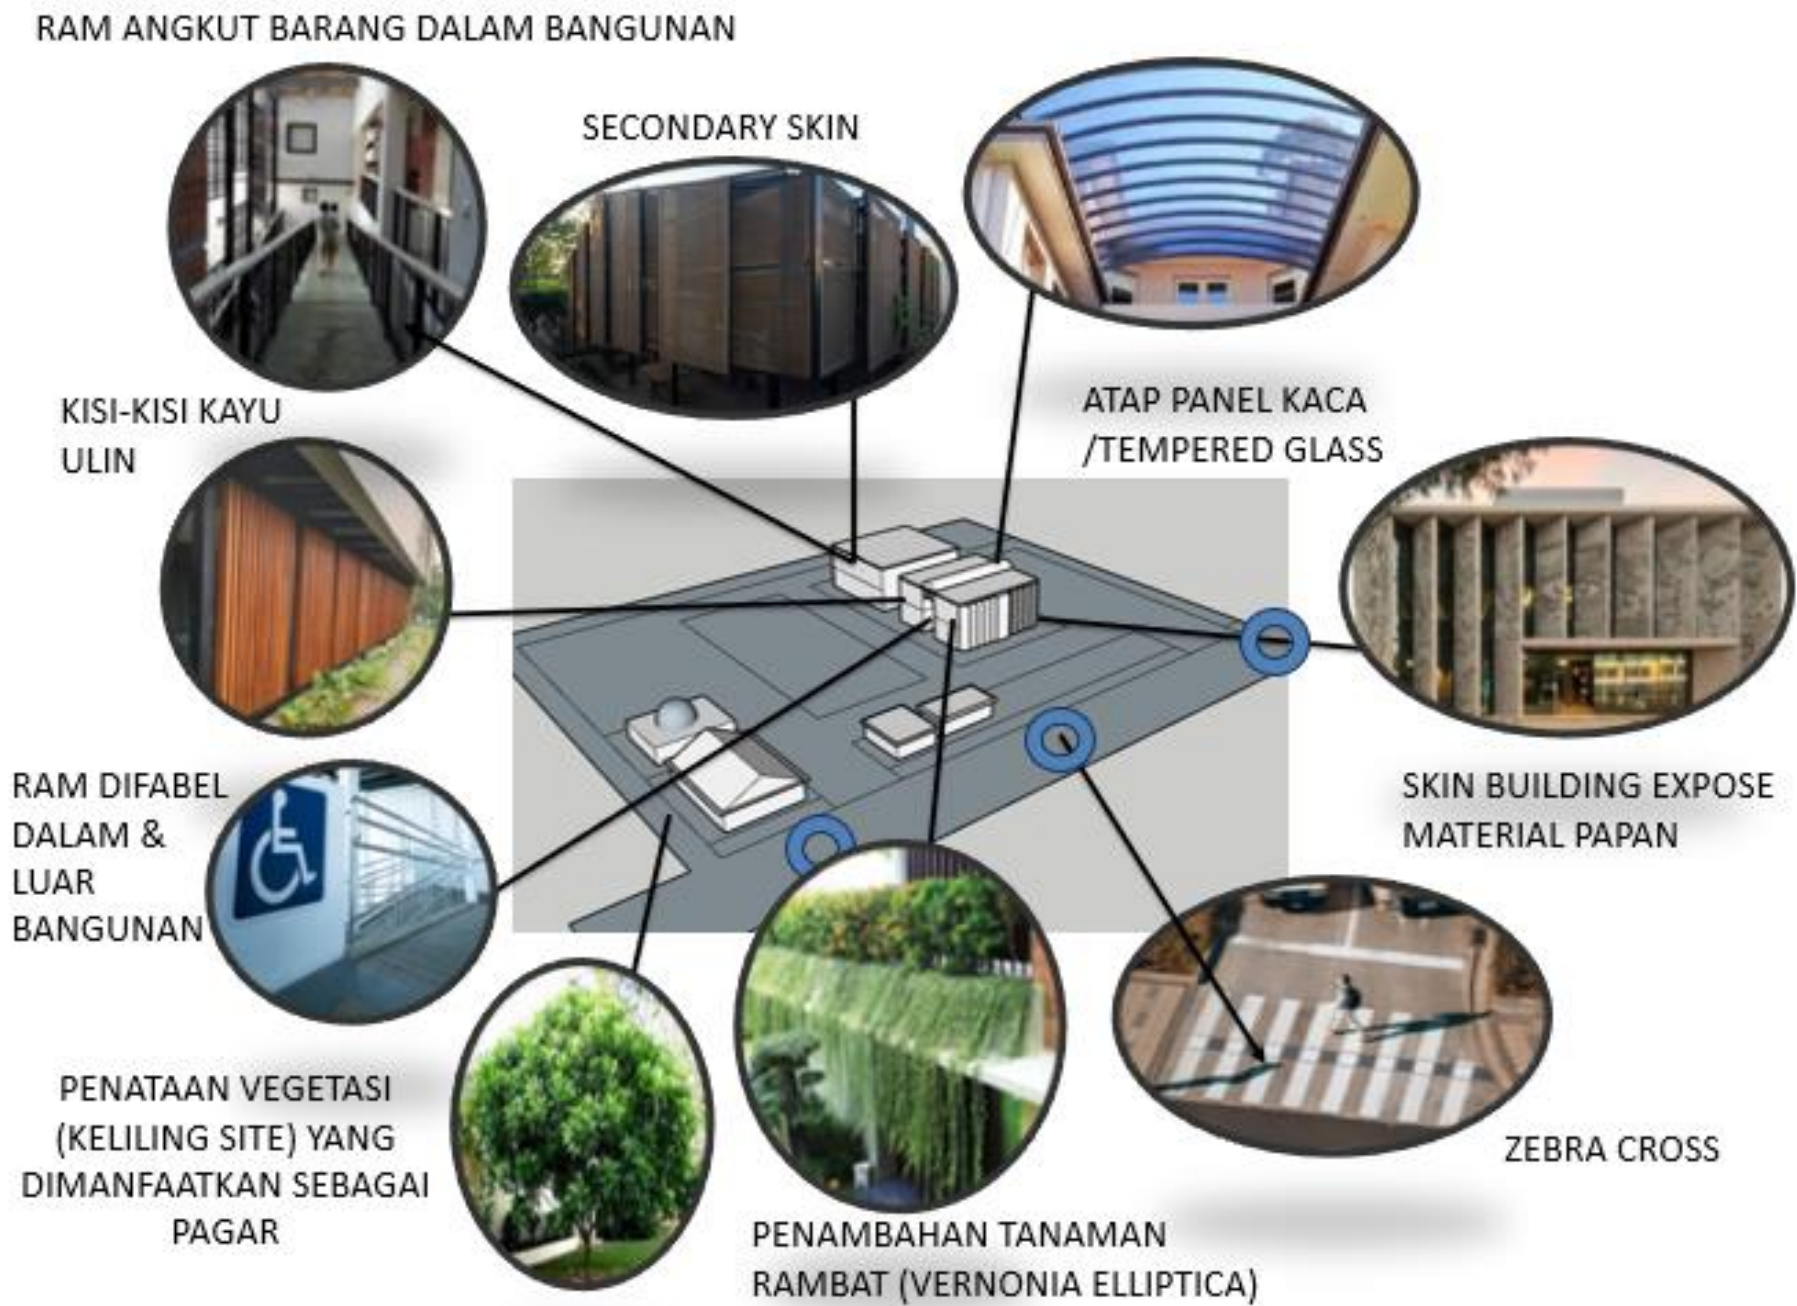 RAM ANGKUT BARANG DALAM BANGUNAN
SECONDARY SKIN
ATAP PANEL KACA
/TEMPERED GLASS
KISI-KISI KAYU
ULIN
SKIN BUILDING EXPOSE
MATERIAL PAPAN
RAM DIFABEL
DALAM &
LUAR
BANGUNAN
PENATAAN VEGETASI
(KELILING SITE) YANG
DIMANFAATKAN SEBAGAI
PAGAR
PENAMBAHAN TANAMAN
RAMBAT (VERNONIA ELLIPTICA)
ZEBRA CROSS